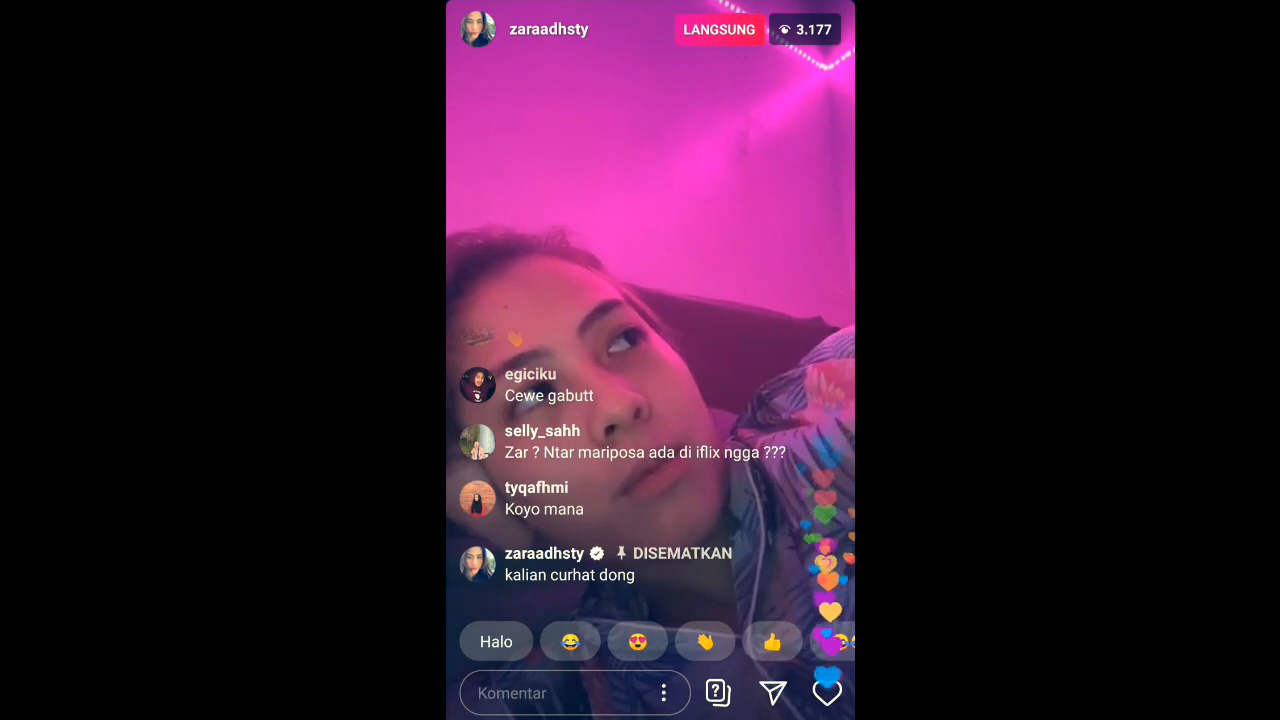 zaraadhsty
LANGSUNG
3.177
egiciku
Cewe gabutt
selly_sahh
Zar ? Ntar mariposa ada di iflix ngga ???
tyqafhmi
Koyo mana
zaraadhsty DISEMATKAN
kalian curhat dong
Halo
Komentar